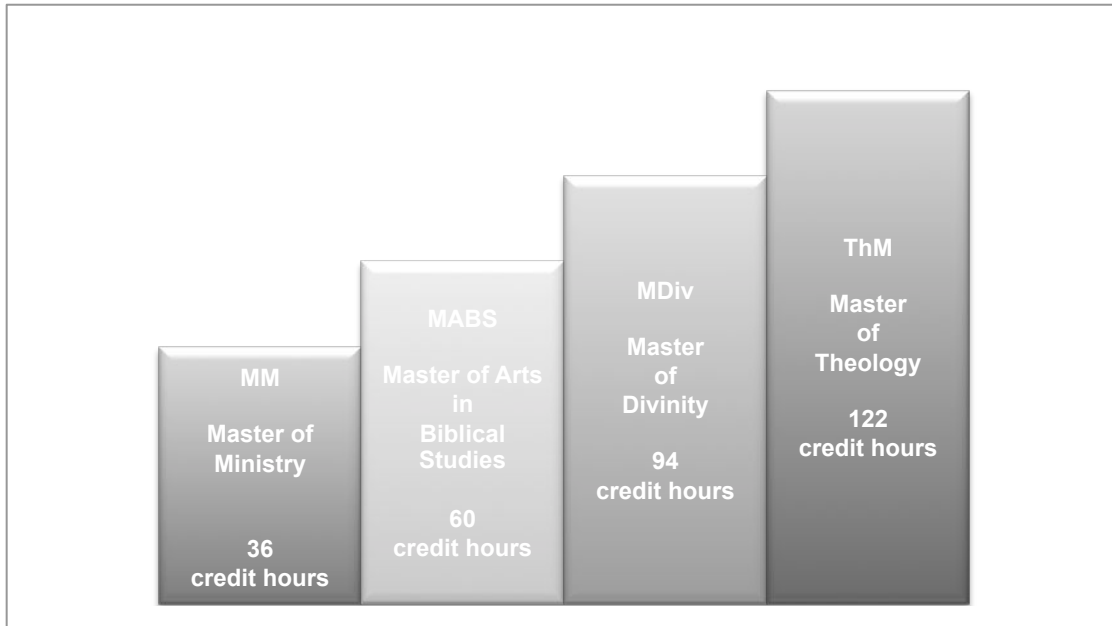 MM
Master of
Ministry
36
credit hours
MABS
Master of Arts
in
Biblical
Studies
60
credit hours
MDiv
Master
of
Divinity
94
credit hours
ThM
Master
of
Theology
122
credit hours